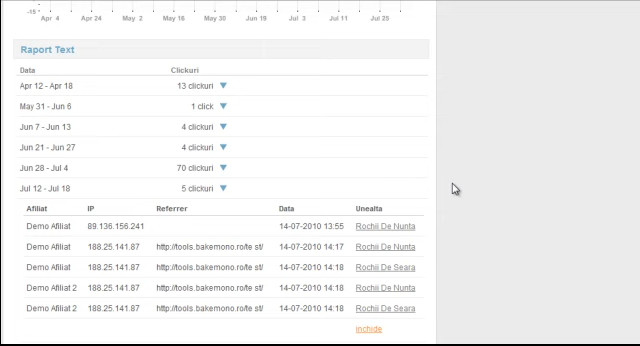 -15
Apr 4 Apr 24 May 2 May 16 May 30 Jun 19 Jul 3 Jul 11 Jul 25
Raport Text
Data Clickuri
Apr 12 - Apr 18 13 clickuri
May 31 - Jun 6 1 click
Jun 7 - Jun 13 4 clickuri
Jun 21 - Jun 27 4 clickuri
Jun 28 - Jul 4 70 clickuri
Jul 12 - Jul 18 5 clickuri
Afiliat IP Referrer Data Unealta
Demo Afiliat 89.136.156.241 14-07-2010 13:55 Rochii De Nunta
Demo Afiliat 188.25.141.87 http://tools.bakemono.ro/te st/ 14-07-2010 14:17 Rochii De Nunta
Demo Afiliat 188.25.141.87 http://tools.bakemono.ro/te st/ 14-07-2010 14:18 Rochii De Seara
Demo Afiliat 2 188.25.141.87 http://tools.bakemono.ro/te st/ 14-07-2010 14:18 Rochii De Nunta
Demo Afiliat 2 188.25.141.87 http://tools.bakemono.ro/te st/ 14-07-2010 14:18 Rochii De Seara
inchide